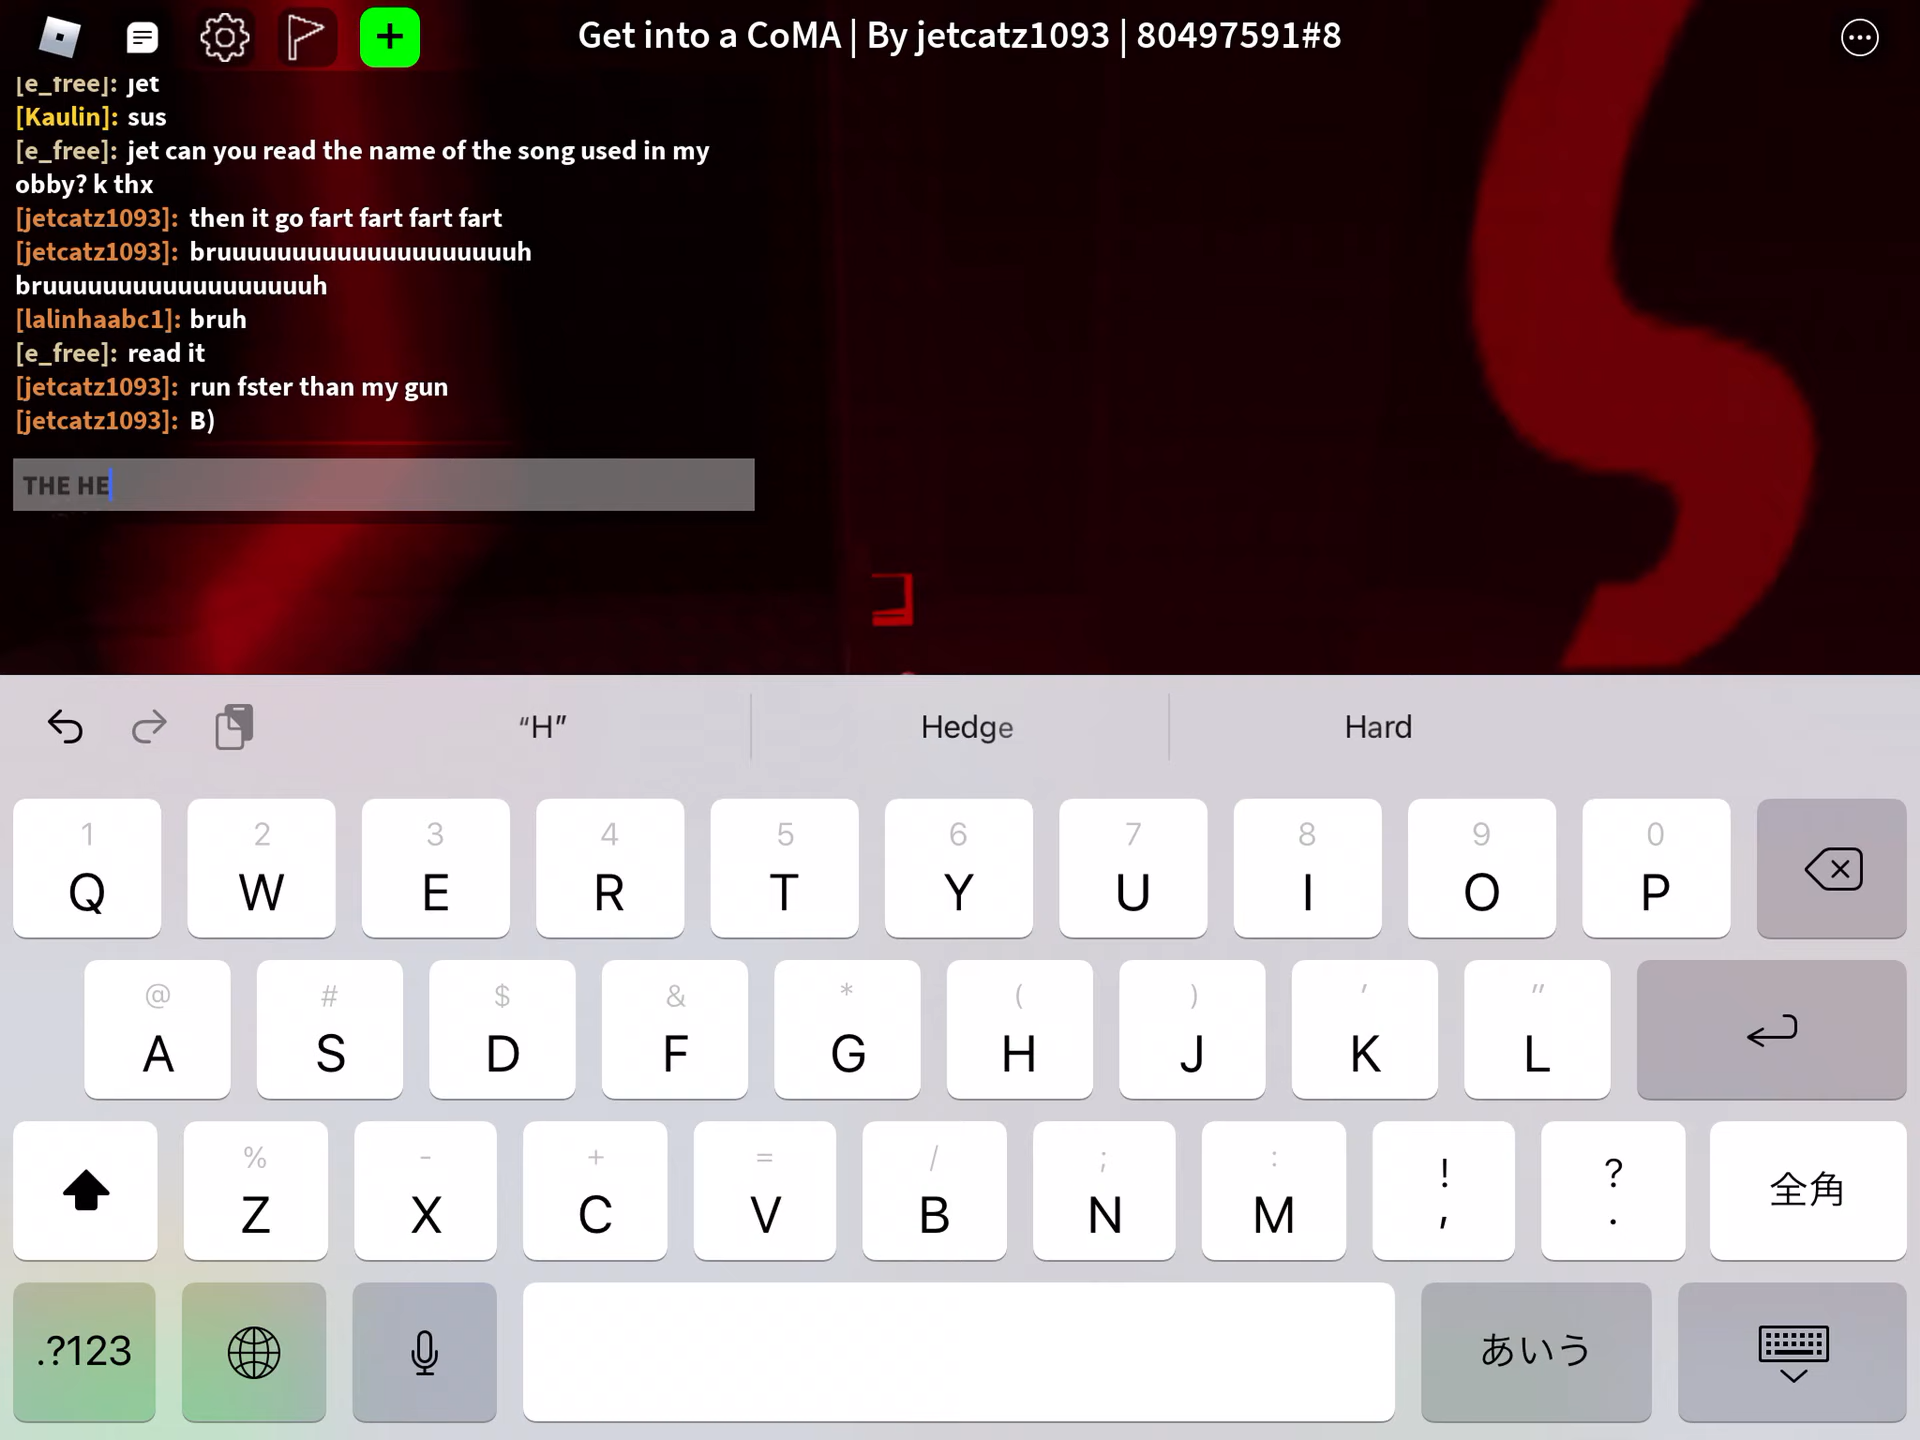 Get into a CoMA | By jetcatz1093 | 80497591#8
[e_free]: jet
[Kaulin]: sus
[e_free]: jet can you read the name of the song used in my
obby? k thx
[jetcatz1093]: then it go fart fart fart fart
[jetcatz1093]: bruuuuuuuuuuuuuuuuuuuuuh
bruuuuuuuuuuuuuuuuuuh
[lalinhaabc1]: bruh
[e_free]: read it
[jetcatz1093]: run fster than my gun
[jetcatz1093]: B)
THE HE
“H” Hedge Hard
1 2 3 4 5 6 7 8 9 0
Q W E R T Y U I O P
@ # $ & * ( ) ' "
A S D F G H J K L
% - + = / ; : ! ?
Z X C V B N M , . 全角
.?123 あいう